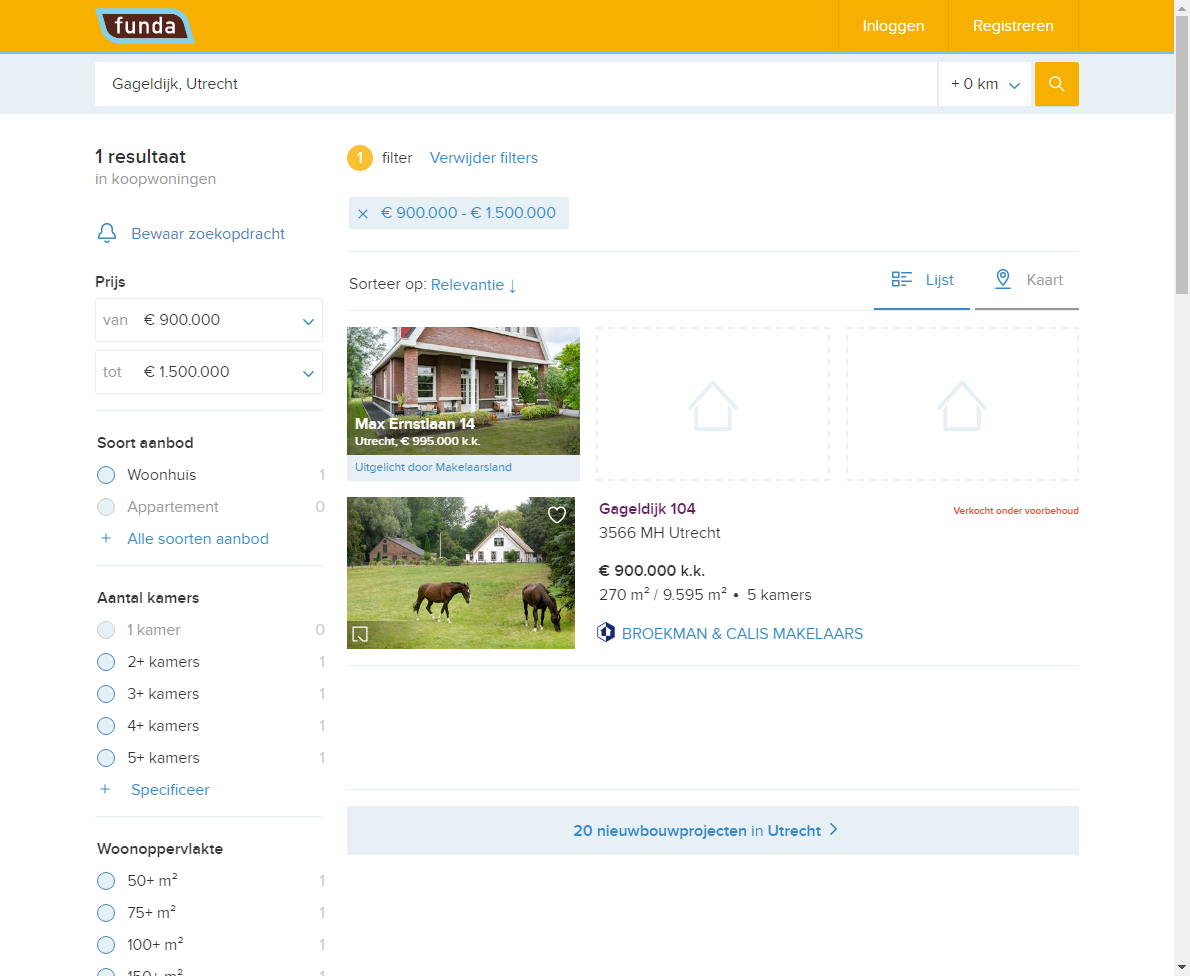 funda
Inloggen
Registreren
Gageldijk, Utrecht
+ 0 km
1 resultaat
in koopwoningen
Bewaar zoekopdracht
Prijs
van € 900.000
tot € 1.500.000
Soort aanbod
Woonhuis 1
Appartement 0
+ Alle soorten aanbod
Aantal kamers
1 kamer 0
2+ kamers 1
3+ kamers 1
4+ kamers 1
5+ kamers 1
+ Specificeer
Woonoppervlakte
50+ m² 1
75+ m² 1
100+ m² 1
150+ m² 1
1 filter Verwijder filters
× € 900.000 - € 1.500.000
Sorteer op: Relevantie ↓
Lijst
Kaart
Max Ernstlaan 14
Utrecht, € 995.000 k.k.
Uitgelicht door Makelaarsland
Gageldijk 104
Verkocht onder voorbehoud
3566 MH Utrecht
€ 900.000 k.k.
270 m² / 9.595 m² • 5 kamers
BROEKMAN & CALIS MAKELAARS
20 nieuwbouwprojecten in Utrecht >